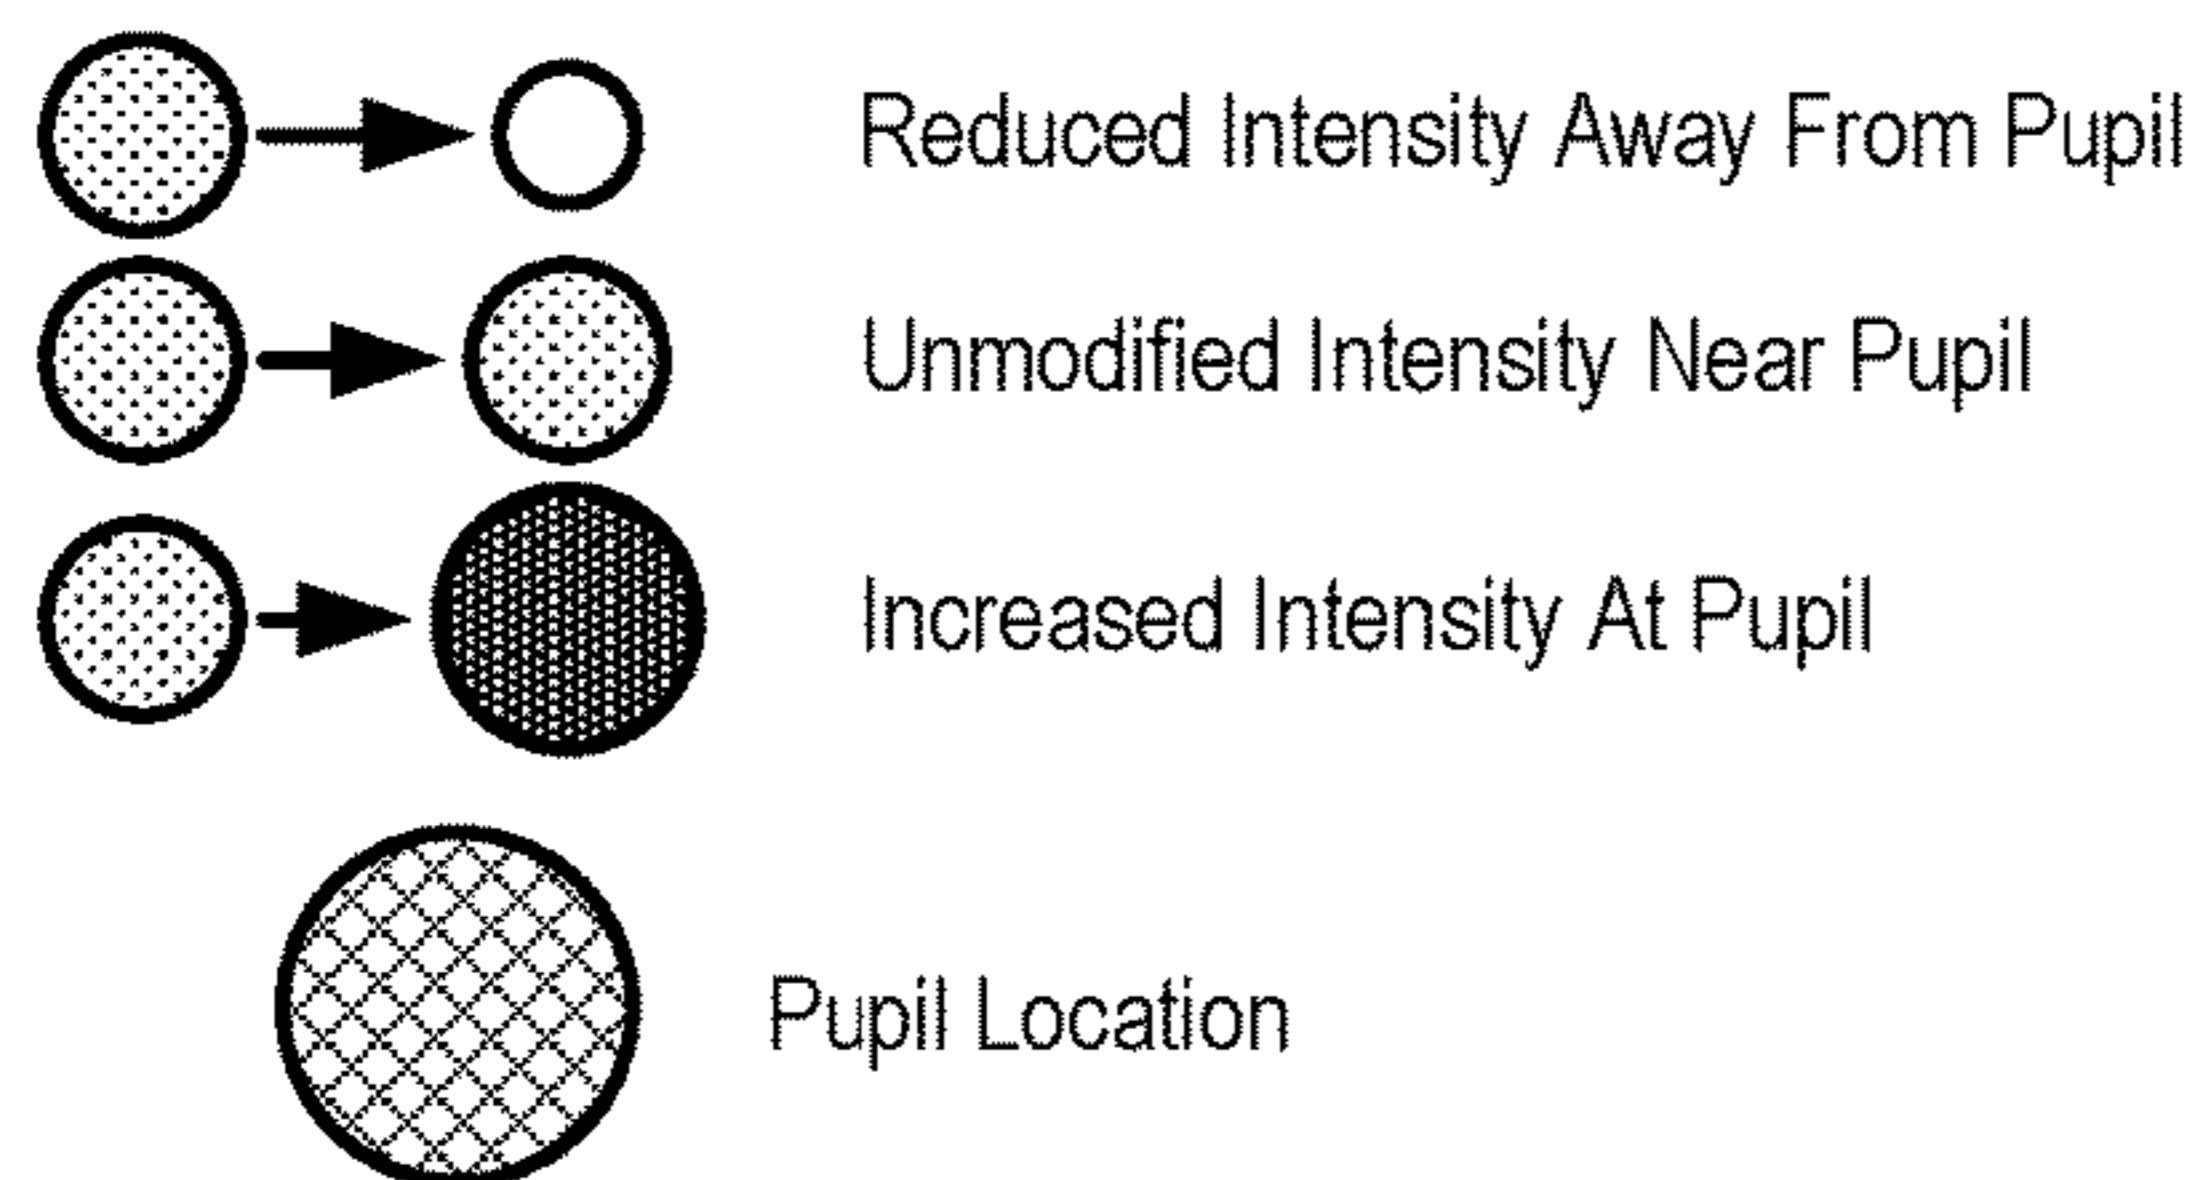 Reduced Intensity Away From Pupil
Unmodified Intensity Near Pupil
Increased Intensity At Pupil
Pupil Location